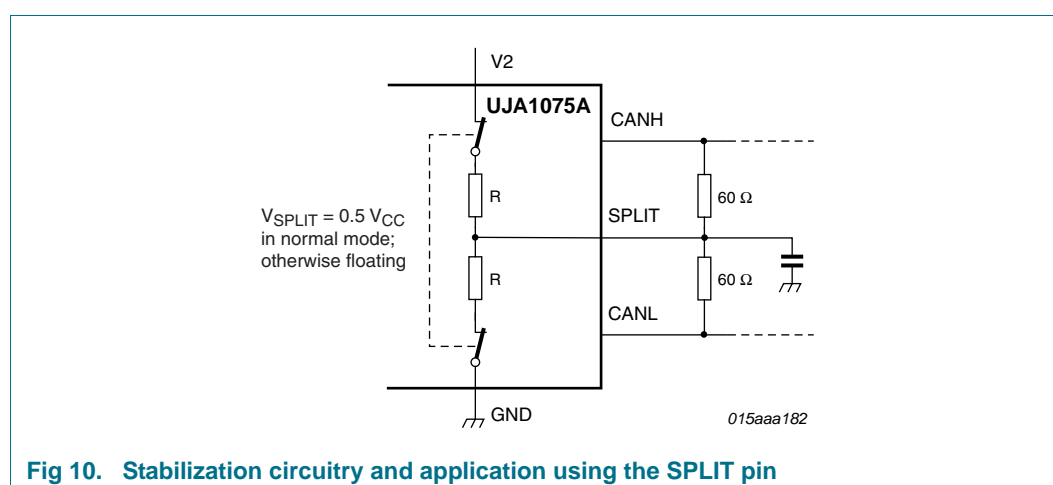 V2
UJA1075A
CANH
R
60 Ω
VSPLIT = 0.5 VCC
in normal mode;
otherwise floating
SPLIT
R
60 Ω
CANL
GND
015aaa182
Fig 10. Stabilization circuitry and application using the SPLIT pin